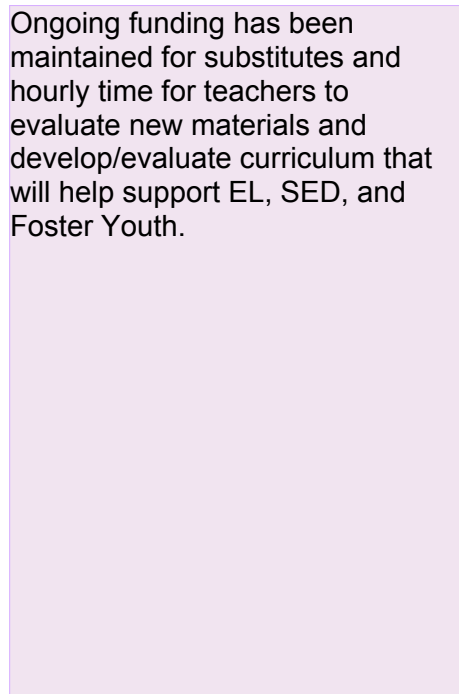 Ongoing funding has been
maintained for substitutes and
hourly time for teachers to
evaluate new materials and
develop/evaluate curriculum that
will help support EL, SED, and
Foster Youth.